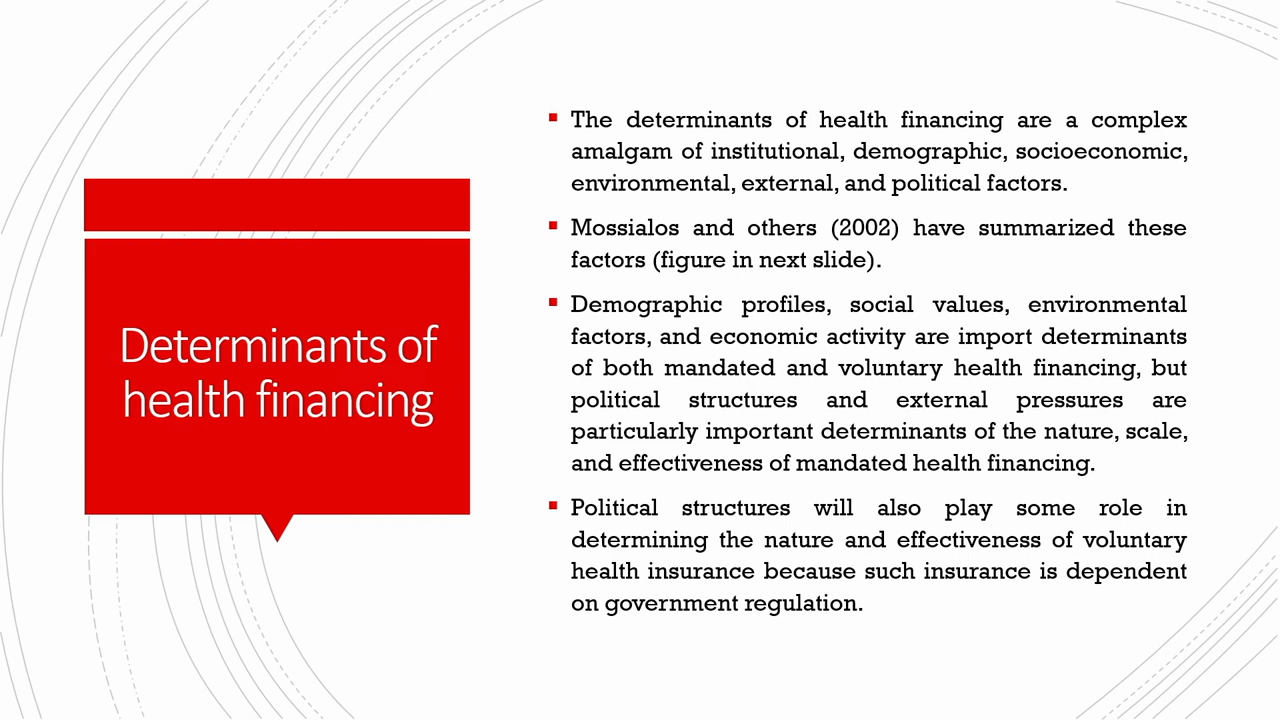 Determinants of
health financing
▪ The determinants of health financing are a complex
amalgam of institutional, demographic, socioeconomic,
environmental, external, and political factors.
▪ Mossialos and others (2002) have summarized these
factors (figure in next slide).
▪ Demographic profiles, social values, environmental
factors, and economic activity are import determinants
of both mandated and voluntary health financing, but
political structures and external pressures are
particularly important determinants of the nature, scale,
and effectiveness of mandated health financing.
▪ Political structures will also play some role in
determining the nature and effectiveness of voluntary
health insurance because such insurance is dependent
on government regulation.